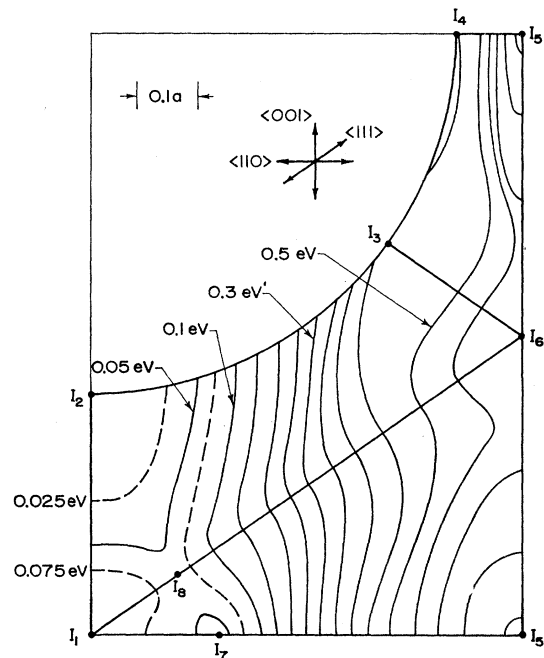 I4
I5
0.1a
<001>
<111>
<110>
I3
0.5 eV
0.3 eV'
0.1 eV
I6
0.05 eV
I2
0.025 eV
0.075 eV
I8
I1
I7
I5